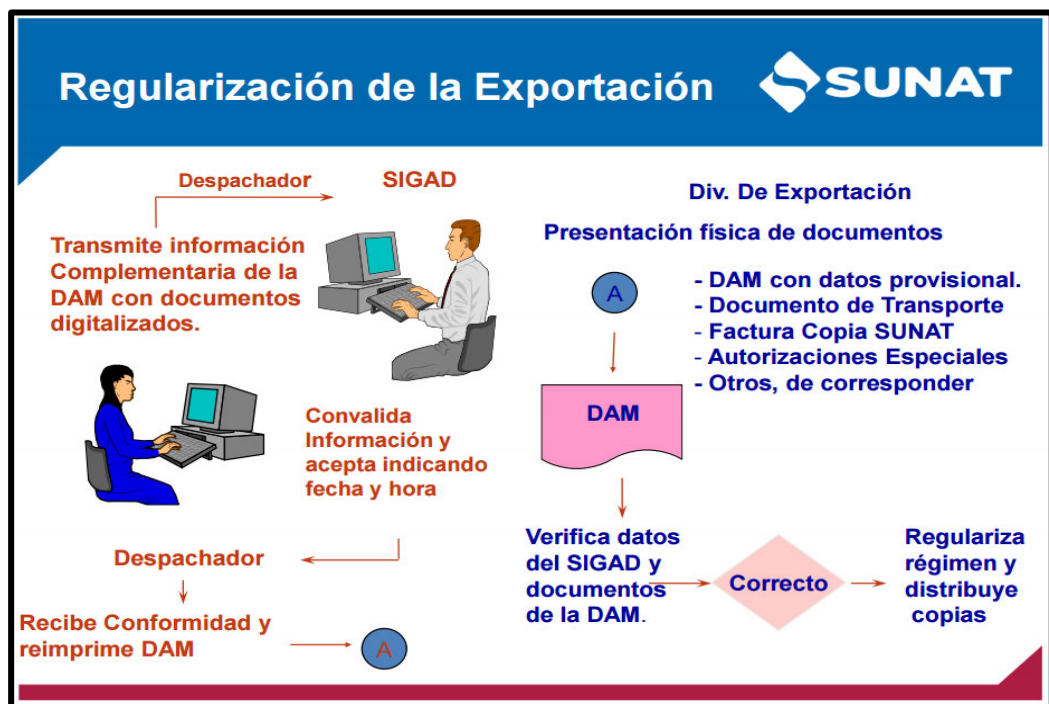 Regularización de la Exportación
SUNAT
Despachador
SIGAD
Transmite información
Complementaria de la
DAM con documentos
digitalizados.
Convalida
Información y
acepta indicando
fecha y hora
Despachador
Recibe Conformidad y
reimprime DAM
A
Div. De Exportación
Presentación física de documentos
A
- DAM con datos provisional.
- Documento de Transporte
- Factura Copia SUNAT
- Autorizaciones Especiales
- Otros, de corresponder
DAM
Verifica datos
del SIGAD y
documentos
de la DAM.
Correcto
Regulariza
régimen y
distribuye
copias